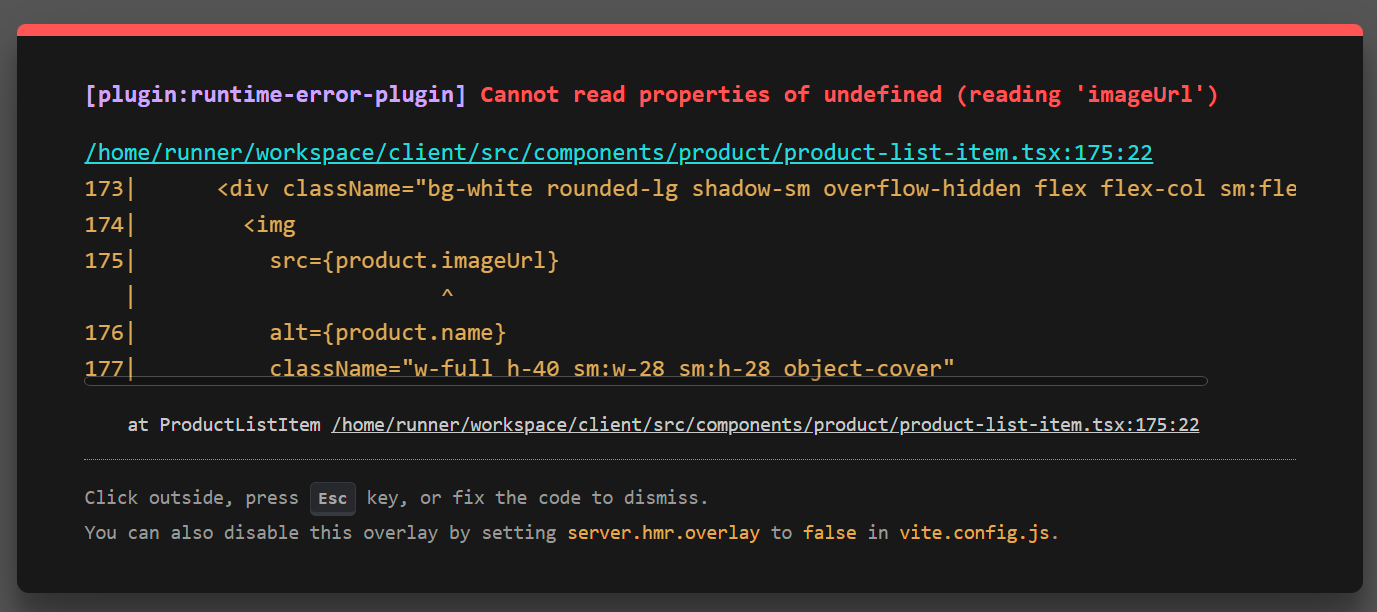 [plugin:runtime-error-plugin] Cannot read properties of undefined (reading 'imageUrl')
/home/runner/workspace/client/src/components/product/product-list-item.tsx:175:22
173|      <div className="bg-white rounded-lg shadow-sm overflow-hidden flex flex-col sm:fle
174|        <img
175|          src={product.imageUrl}
   |                       ^
176|          alt={product.name}
177|          className="w-full h-40 sm:w-28 sm:h-28 object-cover"
at ProductListItem /home/runner/workspace/client/src/components/product/product-list-item.tsx:175:22
Click outside, press Esc key, or fix the code to dismiss.
You can also disable this overlay by setting server.hmr.overlay to false in vite.config.js.